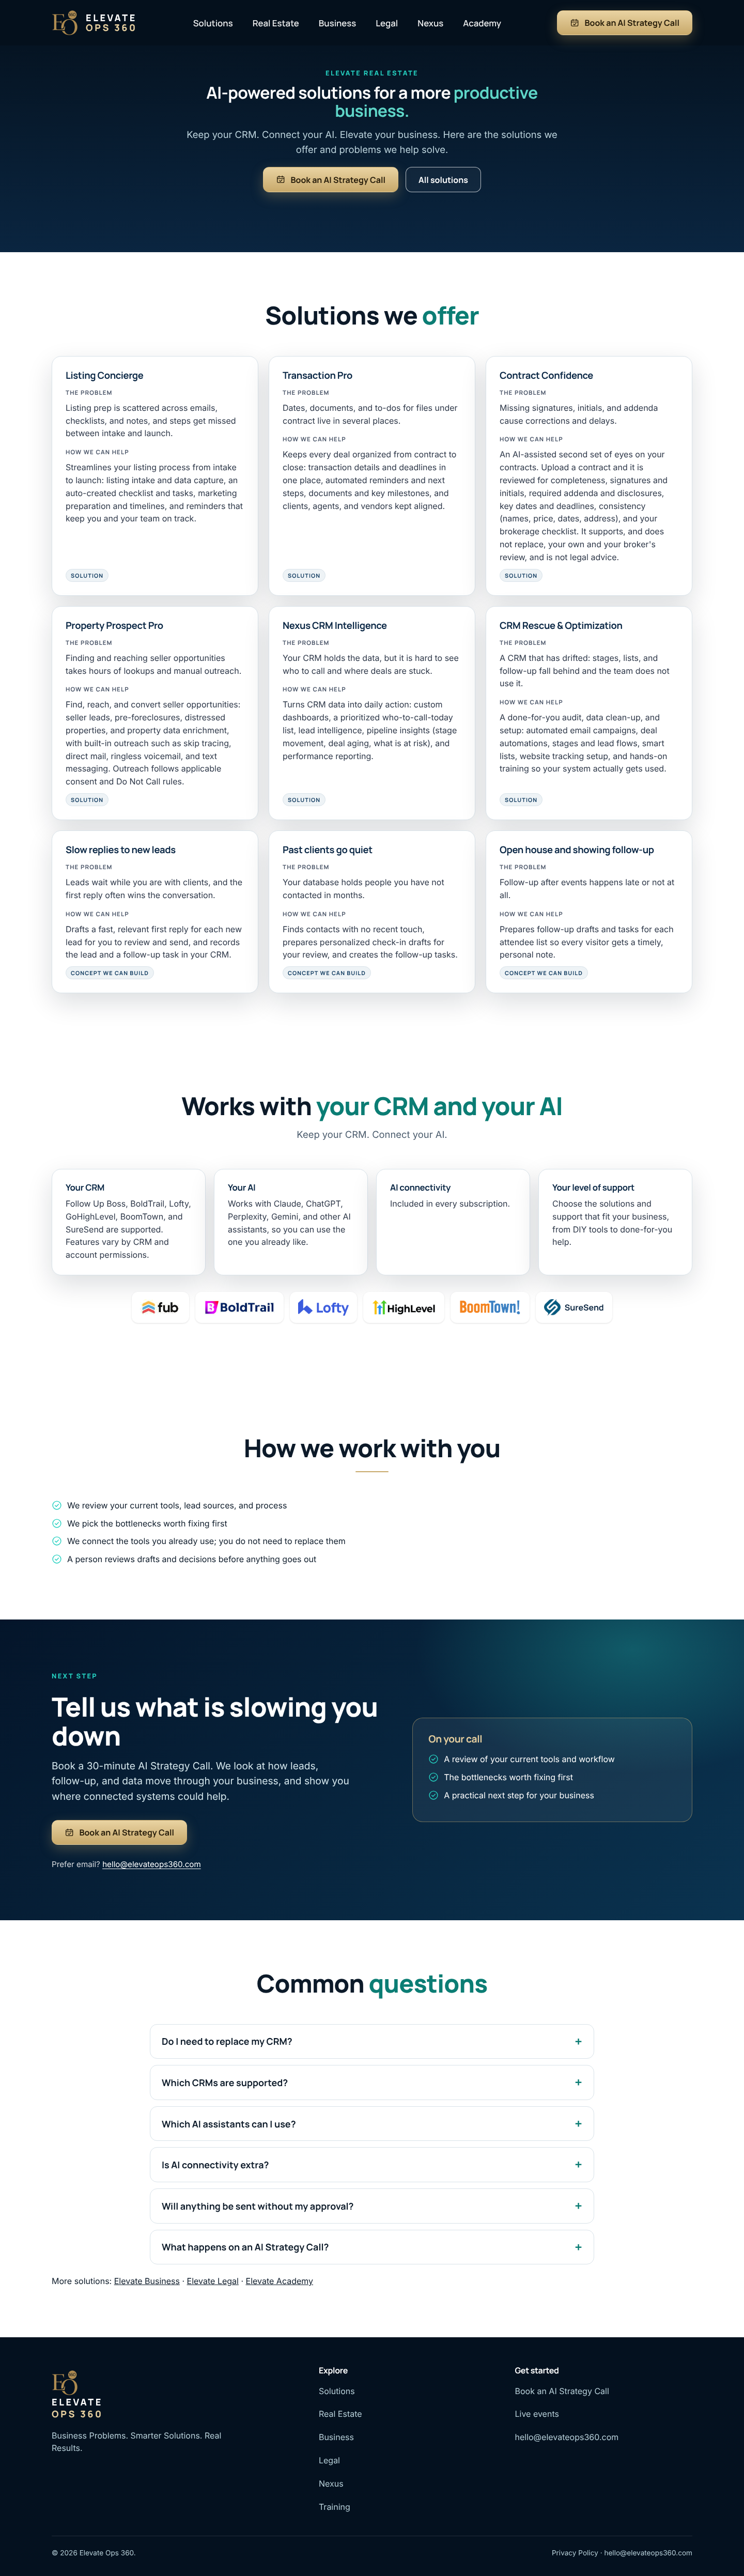 ELEVATE
OPS 360
Solutions
Real Estate
Business
Legal
Nexus
Academy
Book an AI Strategy Call
ELEVATE REAL ESTATE
AI-powered solutions for a more productive
business.
Keep your CRM. Connect your AI. Elevate your business. Here are the solutions we
offer and problems we help solve.
Book an AI Strategy Call
All solutions
Solutions we offer
Listing Concierge
THE PROBLEM
Listing prep is scattered across emails,
checklists, and notes, and steps get missed
between intake and launch.
HOW WE CAN HELP
Streamlines your listing process from intake
to launch: listing intake and data capture, an
auto-created checklist and tasks, marketing
preparation and timelines, and reminders that
keep you and your team on track.
SOLUTION
Transaction Pro
THE PROBLEM
Dates, documents, and to-dos for files under
contract live in several places.
HOW WE CAN HELP
Keeps every deal organized from contract to
close: transaction details and deadlines in
one place, automated reminders and next
steps, documents and key milestones, and
clients, agents, and vendors kept aligned.
SOLUTION
Contract Confidence
THE PROBLEM
Missing signatures, initials, and addenda
cause corrections and delays.
HOW WE CAN HELP
An AI-assisted second set of eyes on your
contracts. Upload a contract and it is
reviewed for completeness, signatures and
initials, required addenda and disclosures,
key dates and deadlines, consistency
(names, price, dates, address), and your
brokerage checklist. It supports, and does
not replace, your own and your broker's
review, and is not legal advice.
SOLUTION
Property Prospect Pro
THE PROBLEM
Finding and reaching seller opportunities
takes hours of lookups and manual outreach.
HOW WE CAN HELP
Find, reach, and convert seller opportunities:
seller leads, pre-foreclosures, distressed
properties, and property data enrichment,
with built-in outreach such as skip tracing,
direct mail, ringless voicemail, and text
messaging. Outreach follows applicable
consent and Do Not Call rules.
SOLUTION
Nexus CRM Intelligence
THE PROBLEM
Your CRM holds the data, but it is hard to see
who to call and where deals are stuck.
HOW WE CAN HELP
Turns CRM data into daily action: custom
dashboards, a prioritized who-to-call-today
list, lead intelligence, pipeline insights (stage
movement, deal aging, what is at risk), and
performance reporting.
SOLUTION
CRM Rescue & Optimization
THE PROBLEM
A CRM that has drifted: stages, lists, and
follow-up fall behind and the team does not
use it.
HOW WE CAN HELP
A done-for-you audit, data clean-up, and
setup: automated email campaigns, deal
automations, stages and lead flows, smart
lists, website tracking setup, and hands-on
training so your system actually gets used.
SOLUTION
Slow replies to new leads
THE PROBLEM
Leads wait while you are with clients, and the
first reply often wins the conversation.
HOW WE CAN HELP
Drafts a fast, relevant first reply for each new
lead for you to review and send, and records
the lead and a follow-up task in your CRM.
CONCEPT WE CAN BUILD
Past clients go quiet
THE PROBLEM
Your database holds people you have not
contacted in months.
HOW WE CAN HELP
Finds contacts with no recent touch,
prepares personalized check-in drafts for
your review, and creates the follow-up tasks.
CONCEPT WE CAN BUILD
Open house and showing follow-up
THE PROBLEM
Follow-up after events happens late or not at
all.
HOW WE CAN HELP
Prepares follow-up drafts and tasks for each
attendee list so every visitor gets a timely,
personal note.
CONCEPT WE CAN BUILD
Works with your CRM and your AI
Keep your CRM. Connect your AI.
Your CRM
Follow Up Boss, BoldTrail, Lofty,
GoHighLevel, BoomTown, and
SureSend are supported.
Features vary by CRM and
account permissions.
Your AI
Works with Claude, ChatGPT,
Perplexity, Gemini, and other AI
assistants, so you can use the
one you already like.
AI connectivity
Included in every subscription.
Your level of support
Choose the solutions and
support that fit your business,
from DIY tools to done-for-you
help.
fub
BoldTrail
Lofty
HighLevel
BoomTown!
SureSend
How we work with you
We review your current tools, lead sources, and process
We pick the bottlenecks worth fixing first
We connect the tools you already use; you do not need to replace them
A person reviews drafts and decisions before anything goes out
NEXT STEP
Tell us what is slowing you
down
Book a 30-minute AI Strategy Call. We look at how leads,
follow-up, and data move through your business, and show you
where connected systems could help.
Book an AI Strategy Call
Prefer email? hello@elevateops360.com
On your call
A review of your current tools and workflow
The bottlenecks worth fixing first
A practical next step for your business
Common questions
Do I need to replace my CRM?
Which CRMs are supported?
Which AI assistants can I use?
Is AI connectivity extra?
Will anything be sent without my approval?
What happens on an AI Strategy Call?
More solutions: Elevate Business · Elevate Legal · Elevate Academy
ELEVATE
OPS 360
Business Problems. Smarter Solutions. Real
Results.
Explore
Solutions
Real Estate
Business
Legal
Nexus
Training
Get started
Book an AI Strategy Call
Live events
hello@elevateops360.com
© 2026 Elevate Ops 360.
Privacy Policy · hello@elevateops360.com